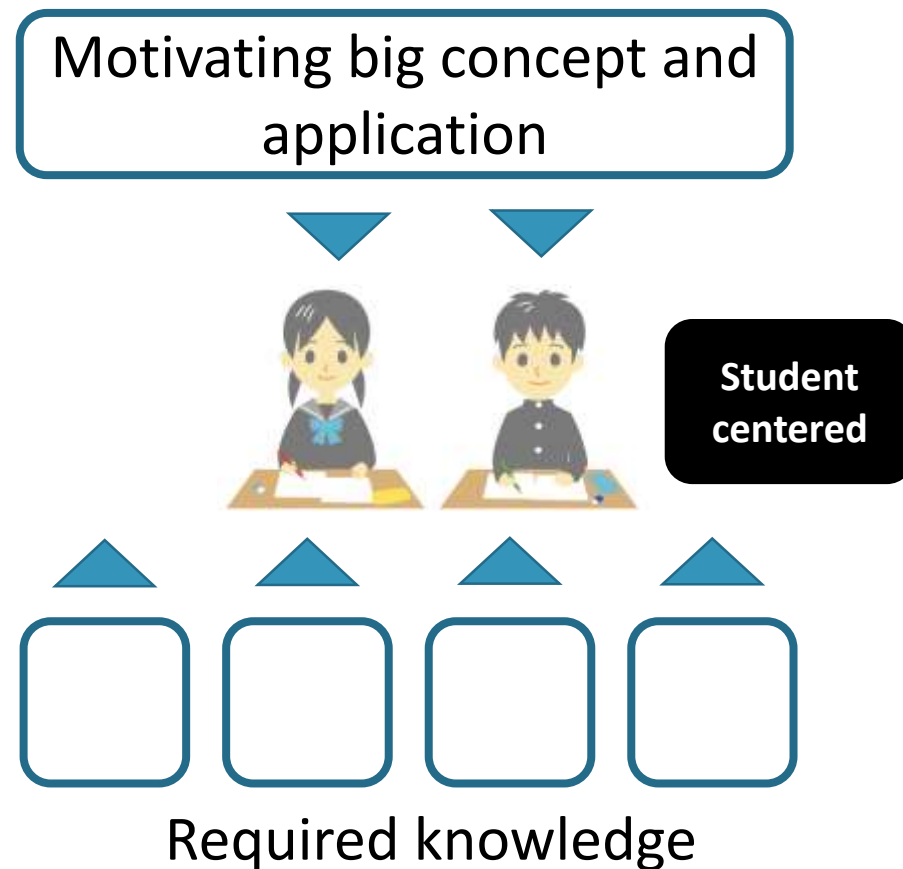 Motivating big concept and
application
Student
centered
Required knowledge